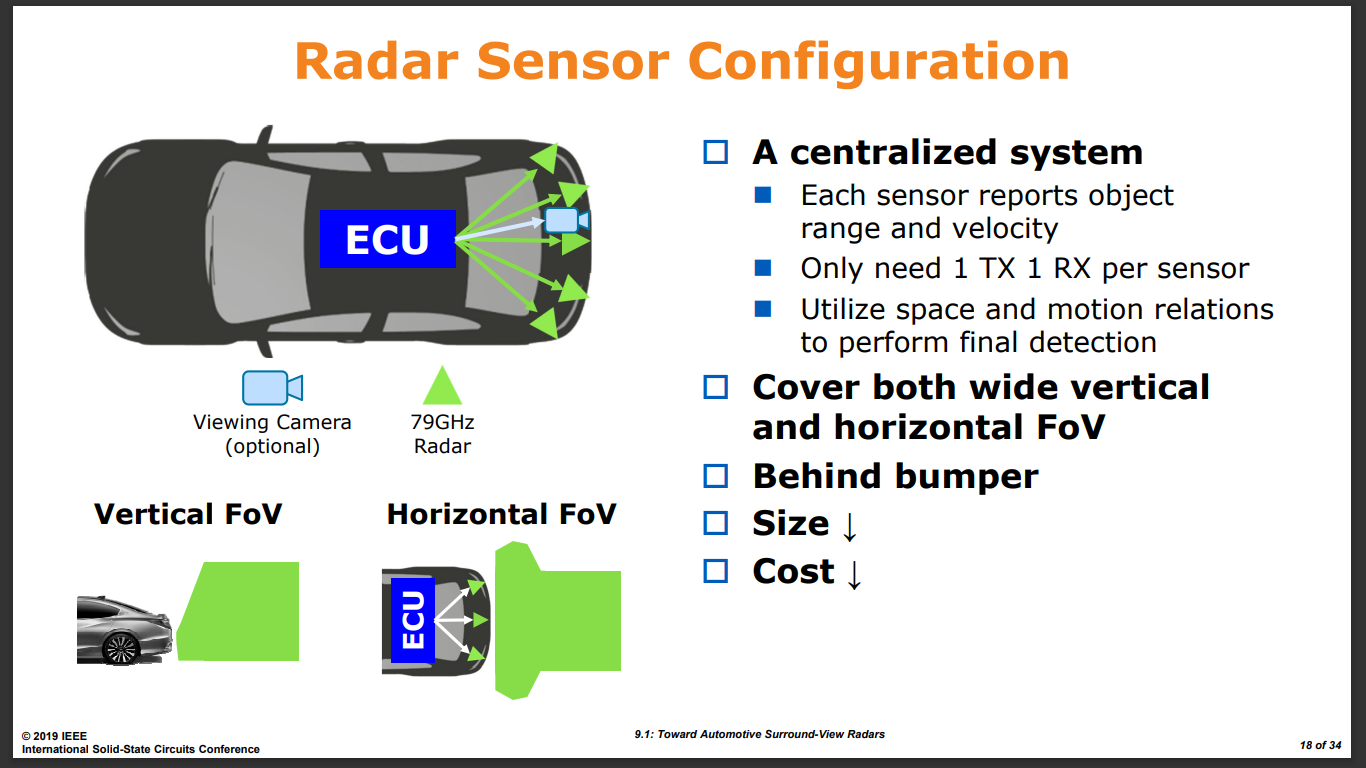 Radar Sensor Configuration
ECU
Viewing Camera
(optional)
79GHz
Radar
Vertical FoV
Horizontal FoV
ECU
A centralized system
Each sensor reports object
range and velocity
Only need 1 TX 1 RX per sensor
Utilize space and motion relations
to perform final detection
Cover both wide vertical
and horizontal FoV
Behind bumper
Size ↓
Cost ↓
© 2019 IEEE
International Solid-State Circuits Conference
9.1: Toward Automotive Surround-View Radars
18 of 34